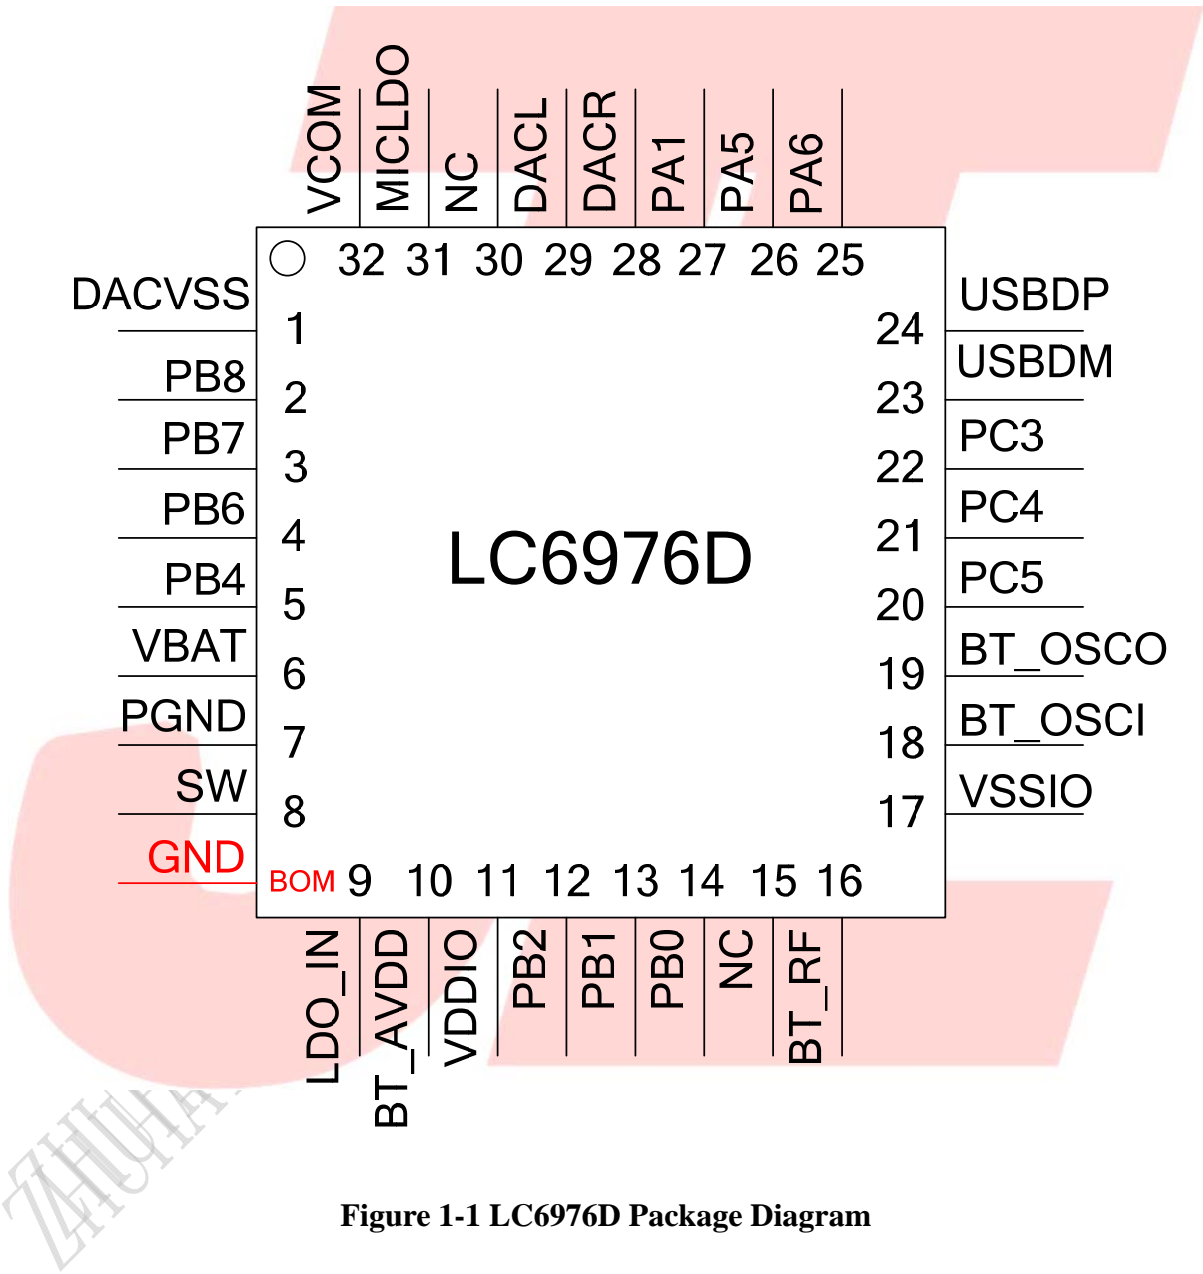 VCOM
MICLDO
NC
DACL
DACR
PA1
PA5
PA6
32 31 30 29 28 27 26 25
DACVSS 1
PB8 2
PB7 3
PB6 4
PB4 5
VBAT 6
PGND 7
SW 8
GND BOM
LC6976D
24 USBDP
23 USBDM
22 PC3
21 PC4
20 PC5
19 BT_OSCO
18 BT_OSCI
17 VSSIO
9 10 11 12 13 14 15 16
LDO_IN
BT_AVDD
VDDIO
PB2
PB1
PB0
NC
BT_RF
Figure 1-1 LC6976D Package Diagram